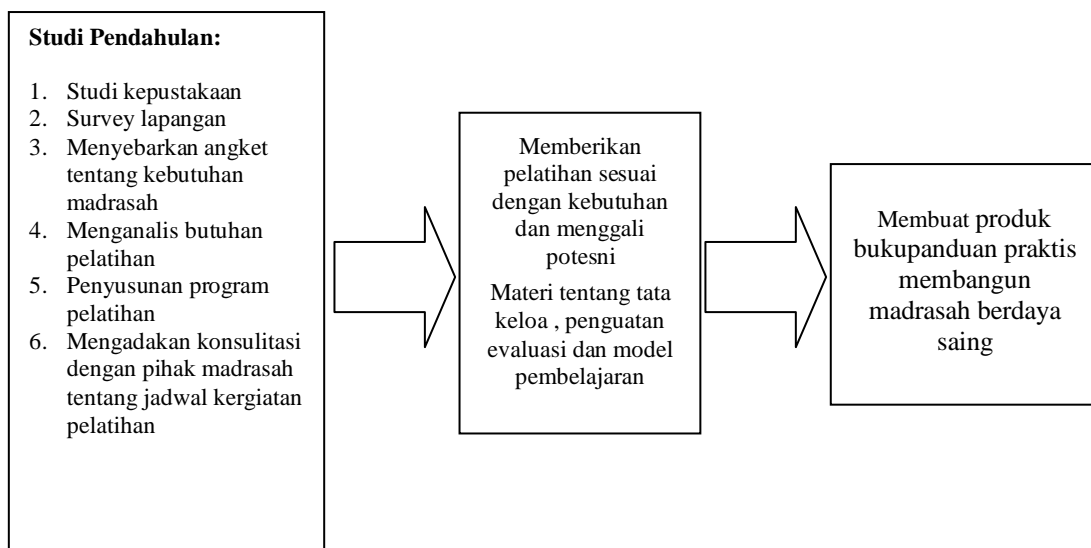 Studi Pendahulan:
1. Studi kepustakaan
2. Survey lapangan
3. Menyebarkan angket
tentang kebutuhan
madrasah
4. Menganalis butuhan
pelatihan
5. Penyusunan program
pelatihan
6. Mengadakan konsulitasi
dengan pihak madrasah
tentang jadwal kergiatan
pelatihan
Memberikan
pelatihan sesuai
dengan kebutuhan
dan menggali
potesni
Materi tentang tata
keloa , penguatan
evaluasi dan model
pembelajaran
Membuat produk
bukupanduan praktis
membangun
madrasah berdaya
saing